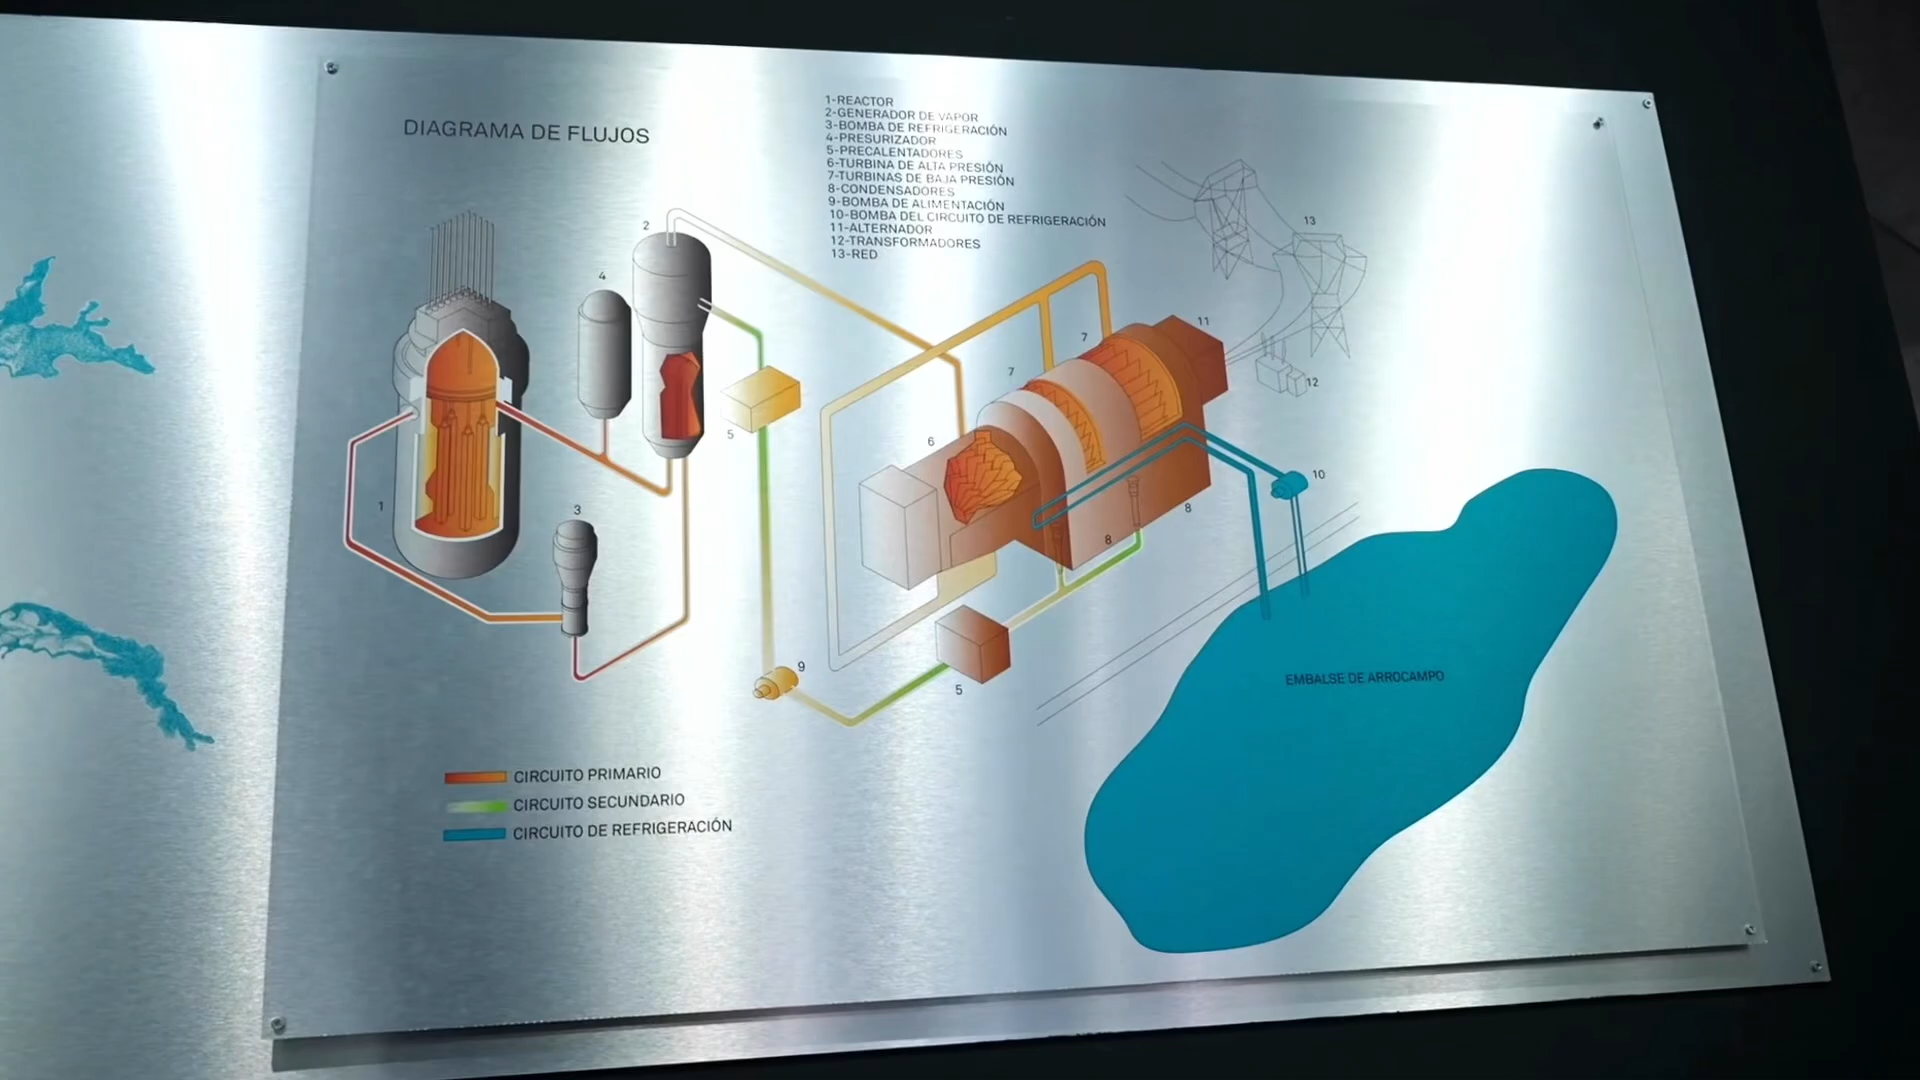 DIAGRAMA DE FLUJOS
1-REACTOR
2-GENERADOR DE VAPOR
3-BOMBA DE REFRIGERACIÓN
4-PRESURIZADOR
5-PRECALENTADORES
6-TURBINA DE ALTA PRESIÓN
7-TURBINAS DE BAJA PRESIÓN
8-CONDENSADORES
9-BOMBA DE ALIMENTACIÓN
10-BOMBA DEL CIRCUITO DE REFRIGERACIÓN
11-ALTERNADOR
12-TRANSFORMADORES
13-RED
13
2
4
11
7
7
12
5
6
10
1
3
8
8
9
5
EMBALSE DE ARROCAMPO
CIRCUITO PRIMARIO
CIRCUITO SECUNDARIO
CIRCUITO DE REFRIGERACIÓN